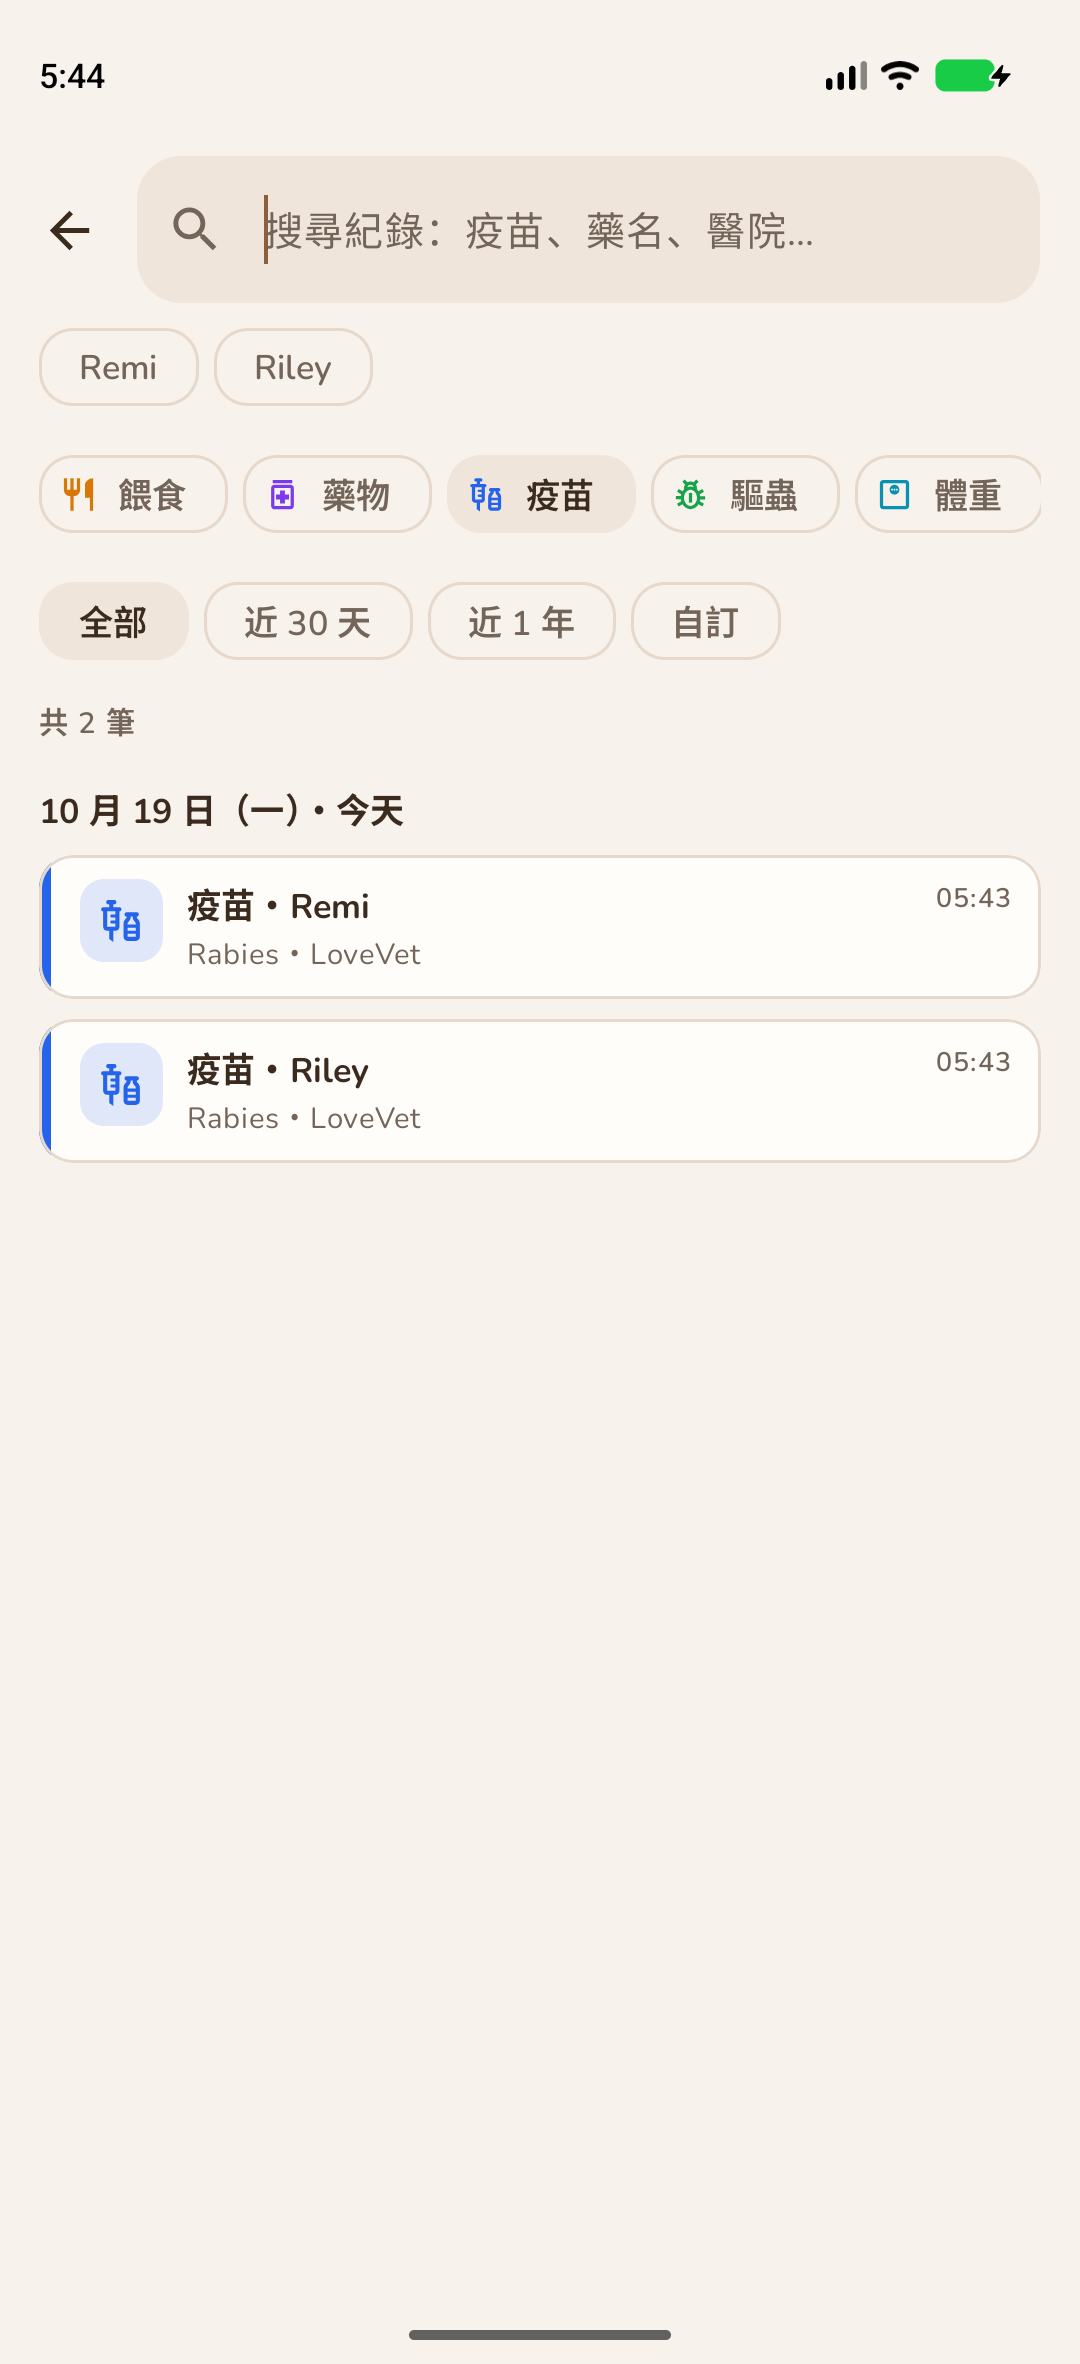 5:44
搜尋紀錄：疫苗、藥名、醫院...
Remi Riley
餵食 藥物 疫苗 驅蟲 體重
全部 近 30 天 近 1 年 自訂
共 2 筆
10 月 19 日（一）• 今天
疫苗 • Remi 05:43
Rabies • LoveVet
疫苗 • Riley 05:43
Rabies • LoveVet